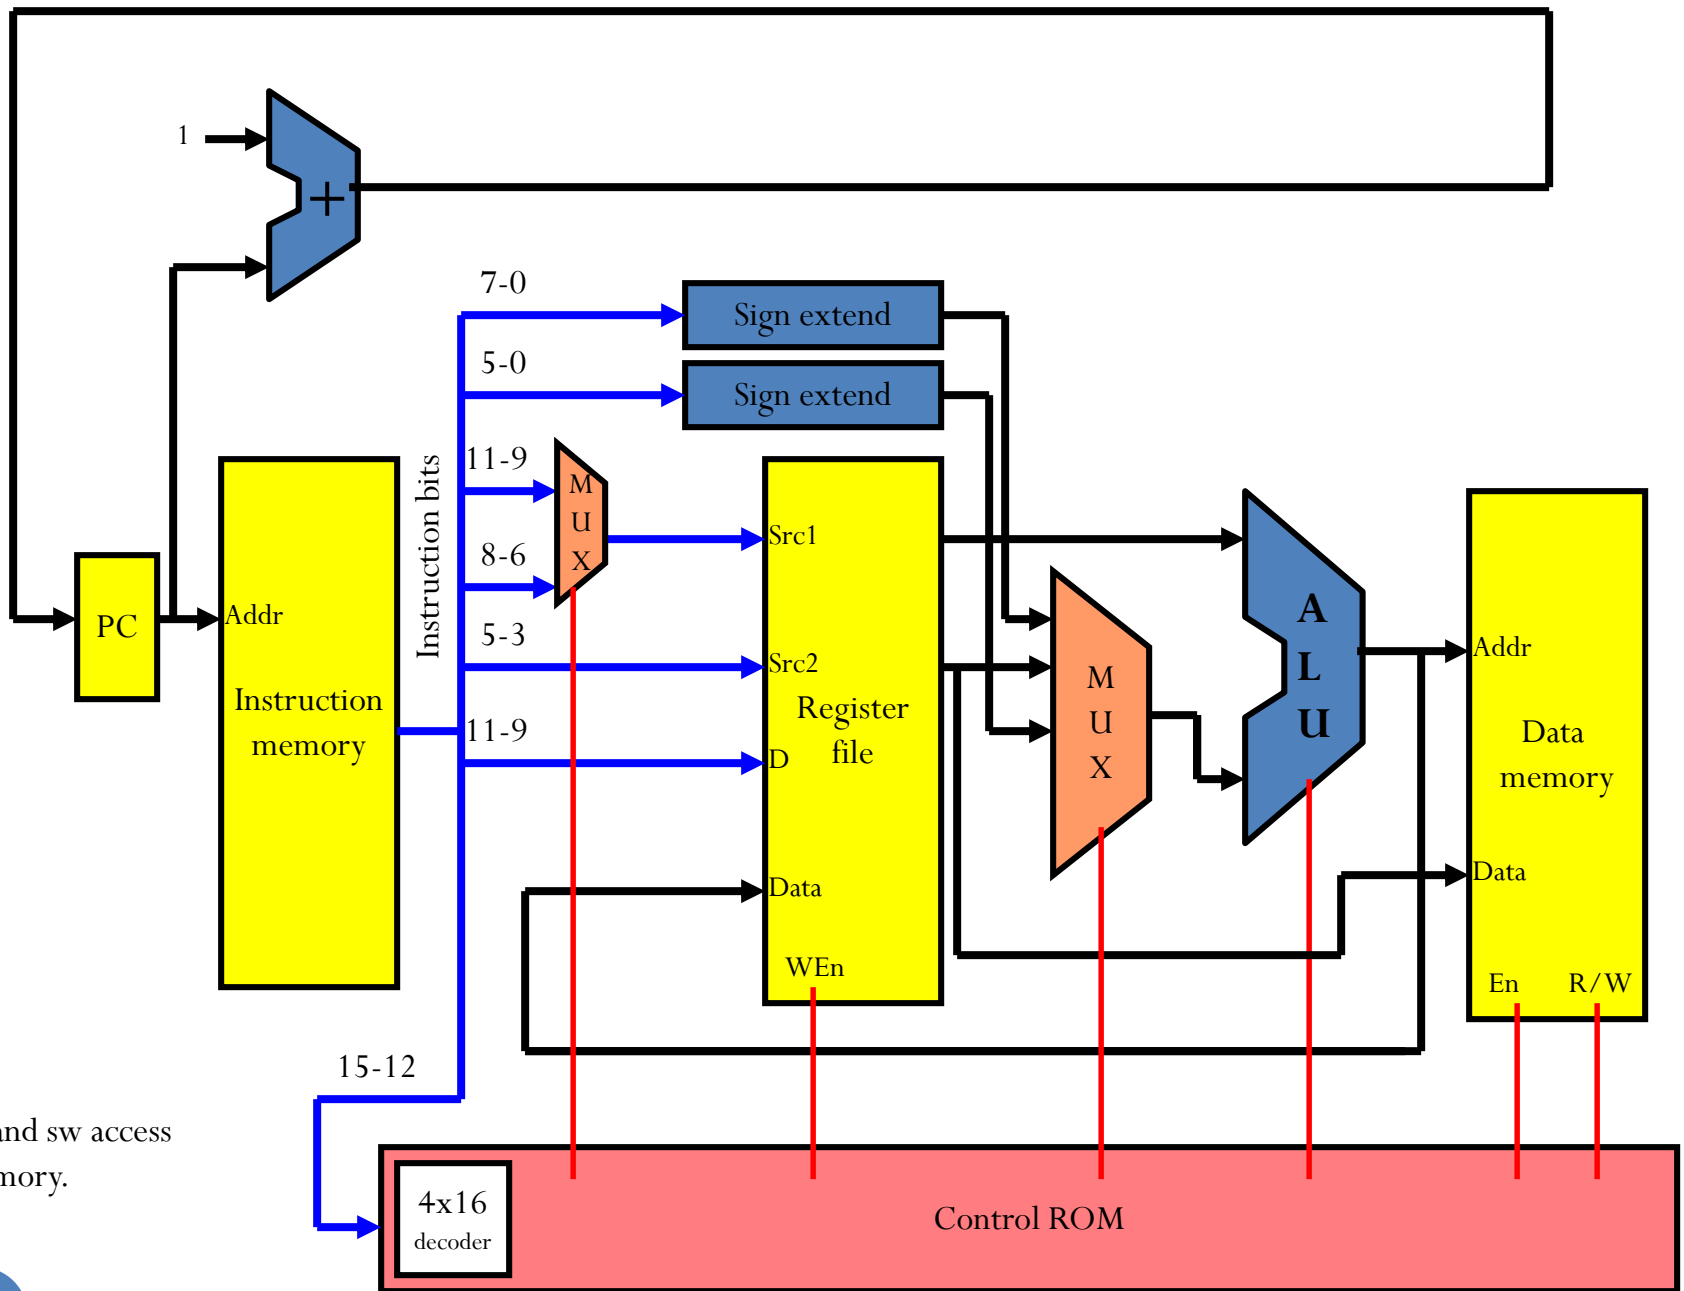 1
+
7-0
Sign extend
5-0
Sign extend
Instruction bits
11-9
8-6
5-3
11-9
15-12
M
U
X
PC
Addr
Instruction
memory
Src1
Src2
Register
file
D
Data
WEn
M
U
X
A
L
U
Addr
Data
memory
Data
En R/W
and sw access
4x16
decoder
Control ROM